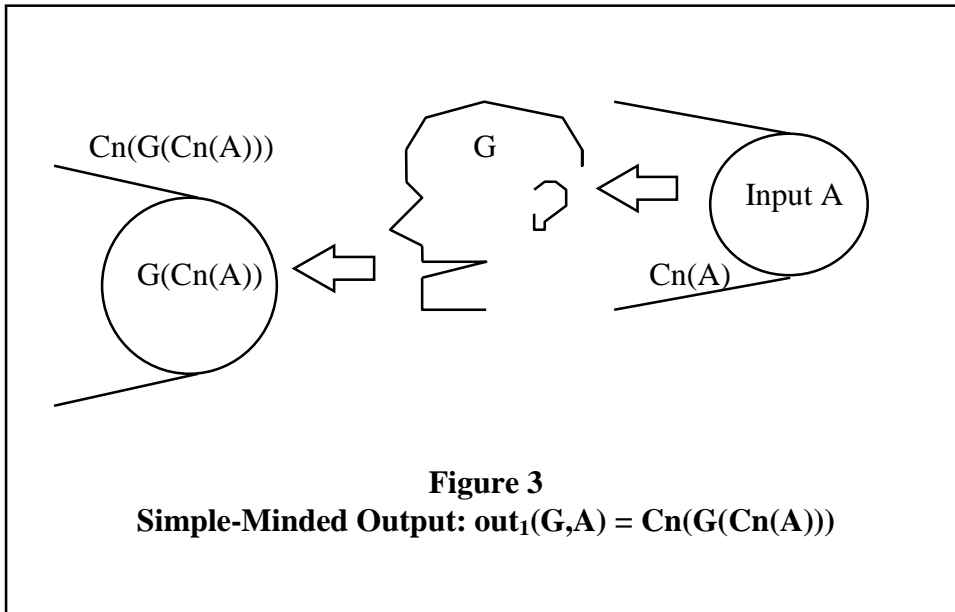 Cn(G(Cn(A)))
G
Input A
G(Cn(A))
Cn(A)
Figure 3
Simple-Minded Output: out₁(G,A) = Cn(G(Cn(A)))